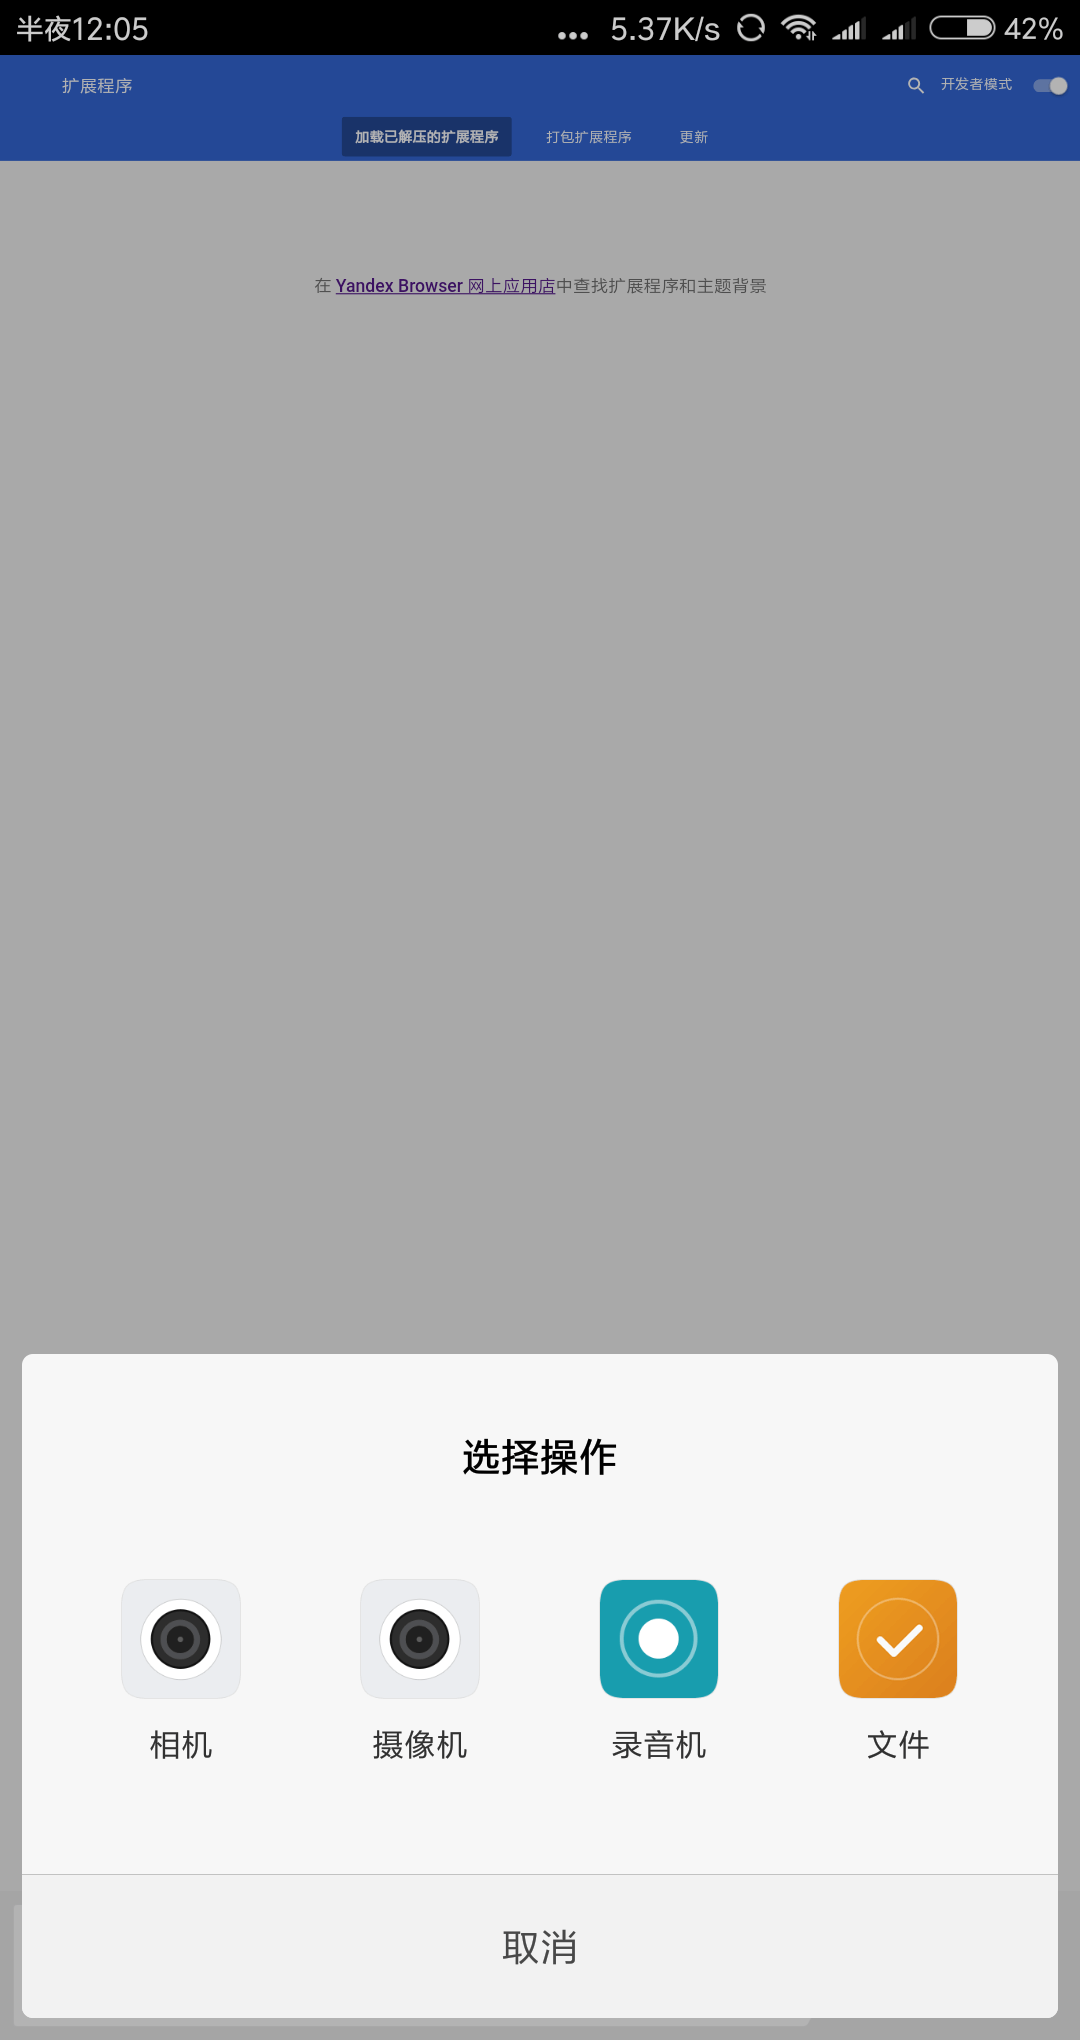 半夜12:05 ... 5.37K/s 42%
扩展程序 开发者模式
加载已解压的扩展程序 打包扩展程序 更新
在 Yandex Browser 网上应用店中查找扩展程序和主题背景
选择操作
相机 摄像机 录音机 文件
取消